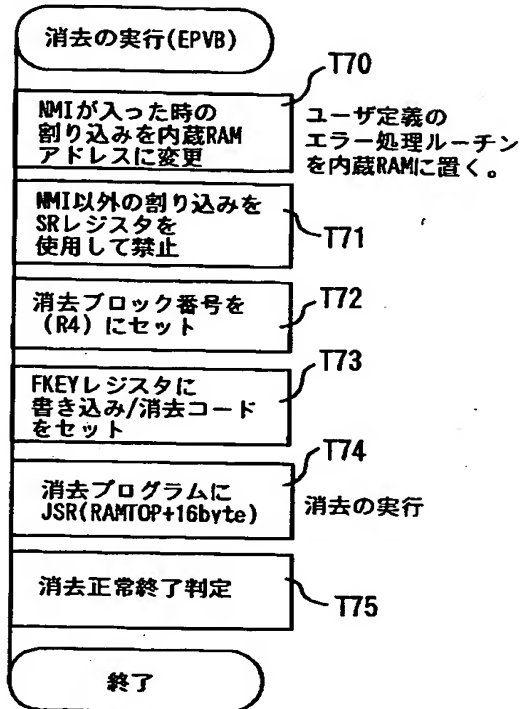 消去の実行(EPVB)
T70
NMIが入った時の
割り込みを内蔵RAM
アドレスに変更
ユーザ定義の
エラー処理ルーチン
を内蔵RAMに置く。
NMI以外の割り込みを
SRレジスタを
使用して禁止
T71
消去ブロック番号を
(R4)にセット
T72
FKEYレジスタに
書き込み/消去コード
をセット
T73
消去プログラムに
JSR(RAMTOP+16byte)
T74
消去の実行
消去正常終了判定
T75
終了